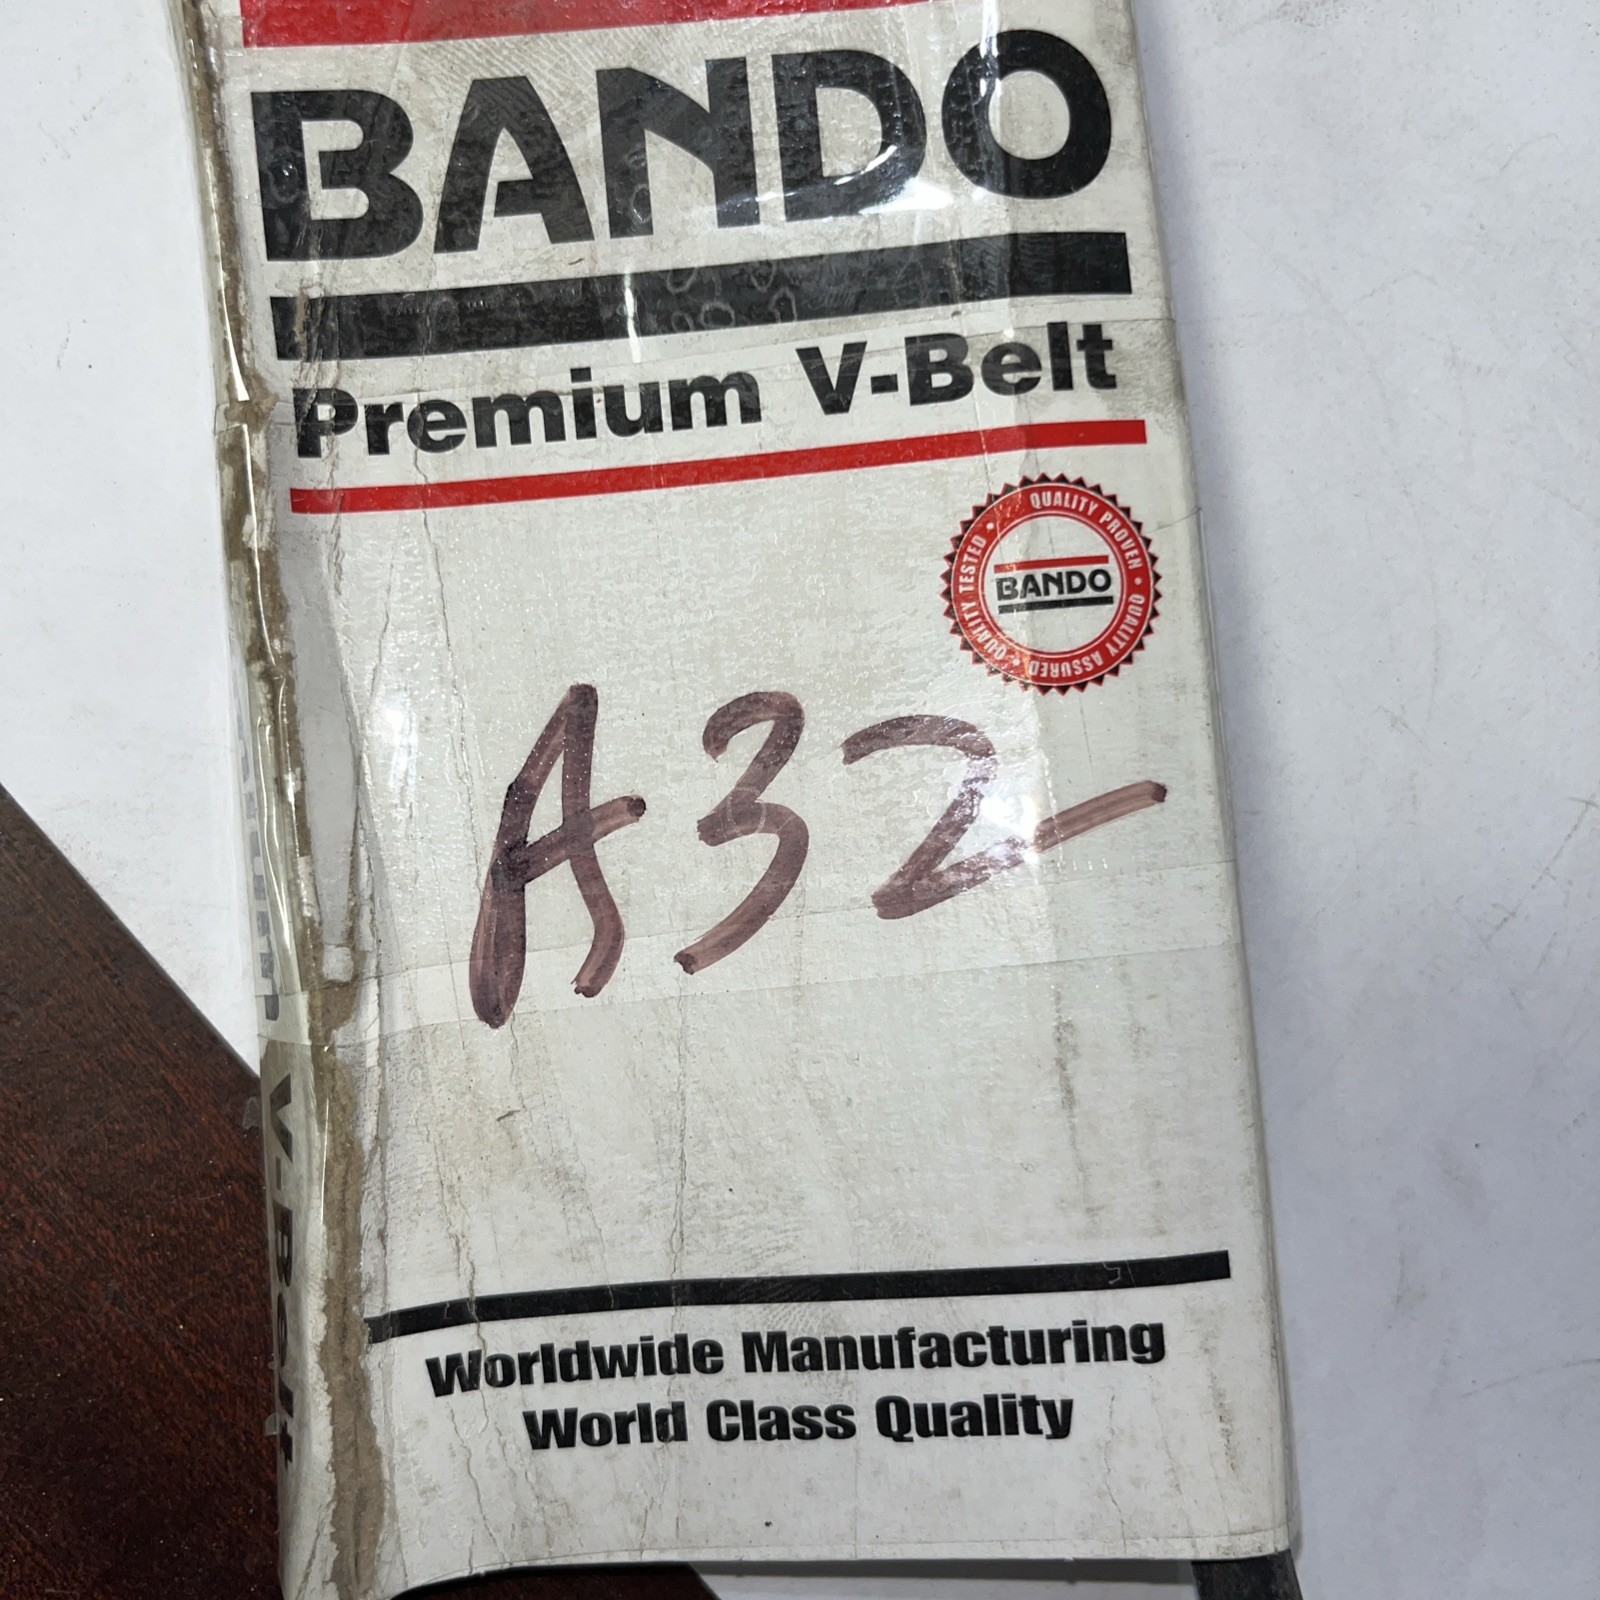 BANDO
Premium V-Belt
QUALITY PROVEN • QUALITY ASSURED • QUALITY TESTED •
BANDO
A32
V-Belt
Worldwide Manufacturing
World Class Quality